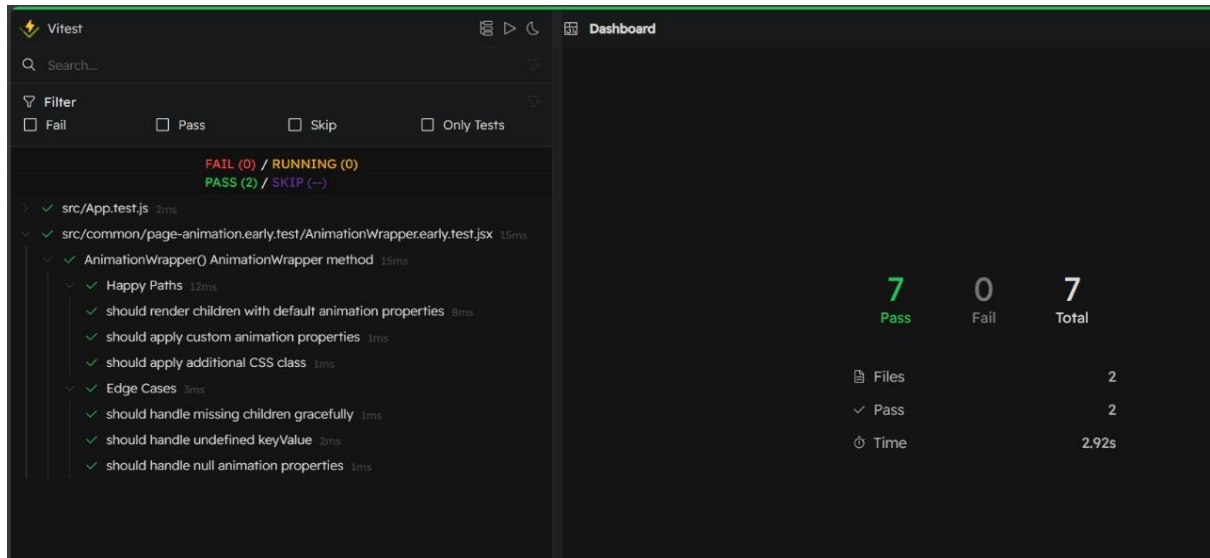 Vitest
Search...
Filter
Fail Pass Skip Only Tests
FAIL (0) / RUNNING (0)
PASS (2) / SKIP (--)
src/App.test.js 2ms
src/common/page-animation.early.test/AnimationWrapper.early.test.jsx 15ms
AnimationWrapper() AnimationWrapper method 15ms
Happy Paths 12ms
should render children with default animation properties 8ms
should apply custom animation properties 1ms
should apply additional CSS class 1ms
Edge Cases 3ms
should handle missing children gracefully 1ms
should handle undefined keyValue 2ms
should handle null animation properties 1ms
Dashboard
7 0 7
Pass Fail Total
Files 2
Pass 2
Time 2.92s